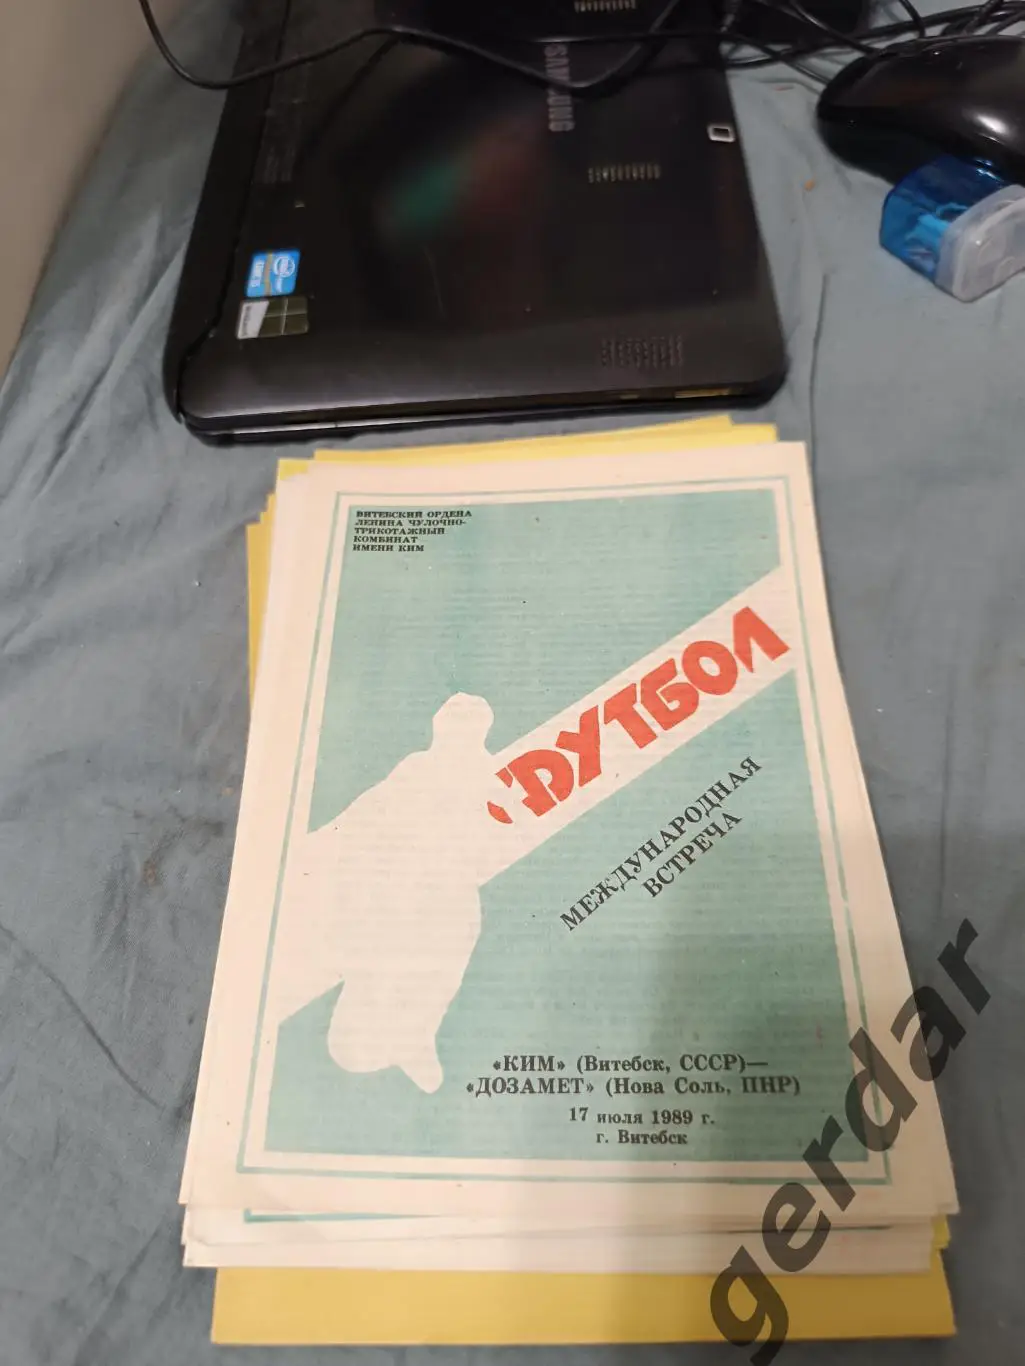 SAMSUNG
ВИТЕБСКИЙ ОРДЕНА
ЛЕНИНА ЧУЛОЧНО-
ТРИКОТАЖНЫЙ
КОМБИНАТ
ИМЕНИ КИМ
ФУТБОЛ
МЕЖДУНАРОДНАЯ
ВСТРЕЧА
«КИМ» (Витебск, СССР)—
«ДОЗАМЕТ» (Нова Соль, ПНР)
17 июля 1989 г.
г. Витебск
gerdar